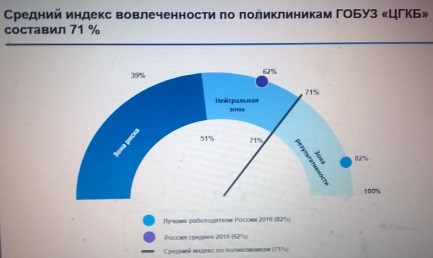 Средний индекс вовлеченности по поликлиникам ГОБУЗ «ЦГКБ»
составил 71 %
39%
62%
71%
Нейтральная
зона
51%
71%
Зона риска
Зона
результативности
82%
100%
Лучшие работодатели России 2016 (82%)
Россия среднее 2016 (62%)
Средний индекс по поликлиникам (71%)